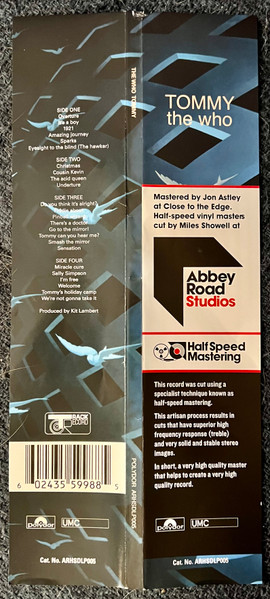 SIDE ONE
Overture
It's a boy
1921
Amazing journey
Sparks
Eyesight to the blind (The hawker)
SIDE TWO
Christmas
Cousin Kevin
The acid queen
Underture
SIDE THREE
Do you think it's alright?
There's a doctor
Go to the mirror!
Tommy can you hear me?
Smash the mirror
Sensation
SIDE FOUR
Miracle cure
Sally Simpson
I'm free
Welcome
Tommy's holiday camp
We're not gonna take it
Produced by Kit Lambert
TRACK
RECORD
6 02435 59988 5
polydor
UMC
Cat. No. ARHSDLP005
THE WHO TOMMY
POLYDOR ARHSDLP005
TOMMY
the who
Mastered by Jon Astley
at Close to the Edge.
Half-speed vinyl masters
cut by Miles Showell at
Abbey
Road
Studios
Half Speed
Mastering
This record was cut using a
specialist technique known as
half-speed mastering.
This artisan process results in
cuts that have superior high
frequency response (treble)
and very solid and stable stereo
images.
In short, a very high quality master
that helps to create a very high
quality record.
polydor
UMC
Cat. No. ARHSDLP005